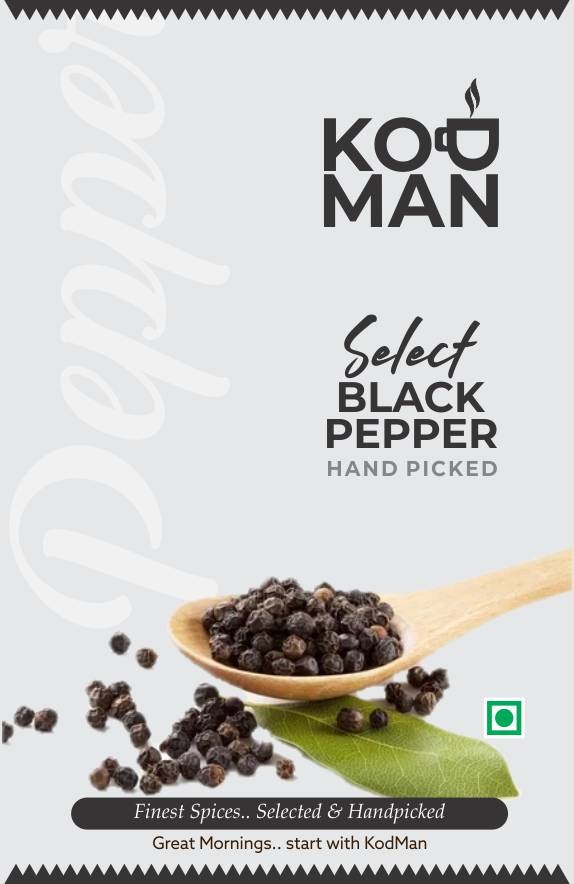 Pepper
KOD
MAN
Select
BLACK
PEPPER
HAND PICKED
Finest Spices.. Selected & Handpicked
Great Mornings.. start with KodMan